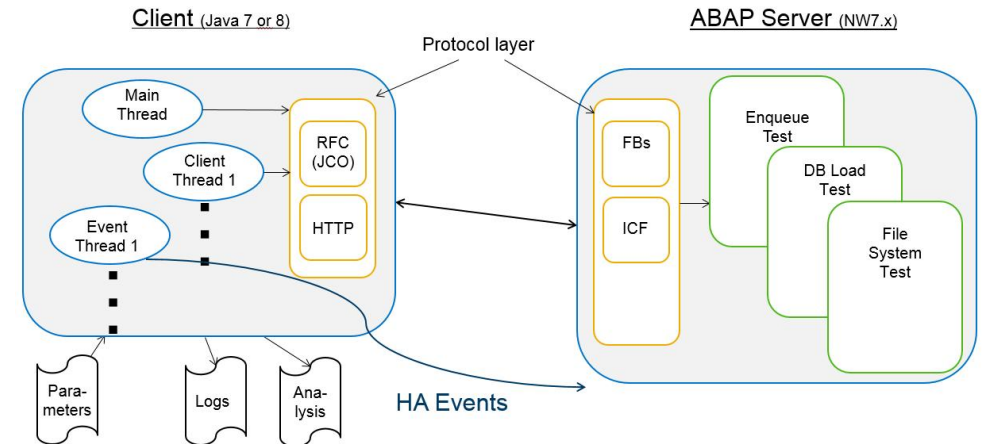 Client (Java 7 or 8)
ABAP Server (NW7.x)
Protocol layer
Main
Thread
Client
Thread 1
Event
Thread 1
RFC
(JCO)
HTTP
FBs
ICF
Enqueue
Test
DB Load
Test
File
System
Test
Para-
meters
Logs
Ana-
lysis
HA Events